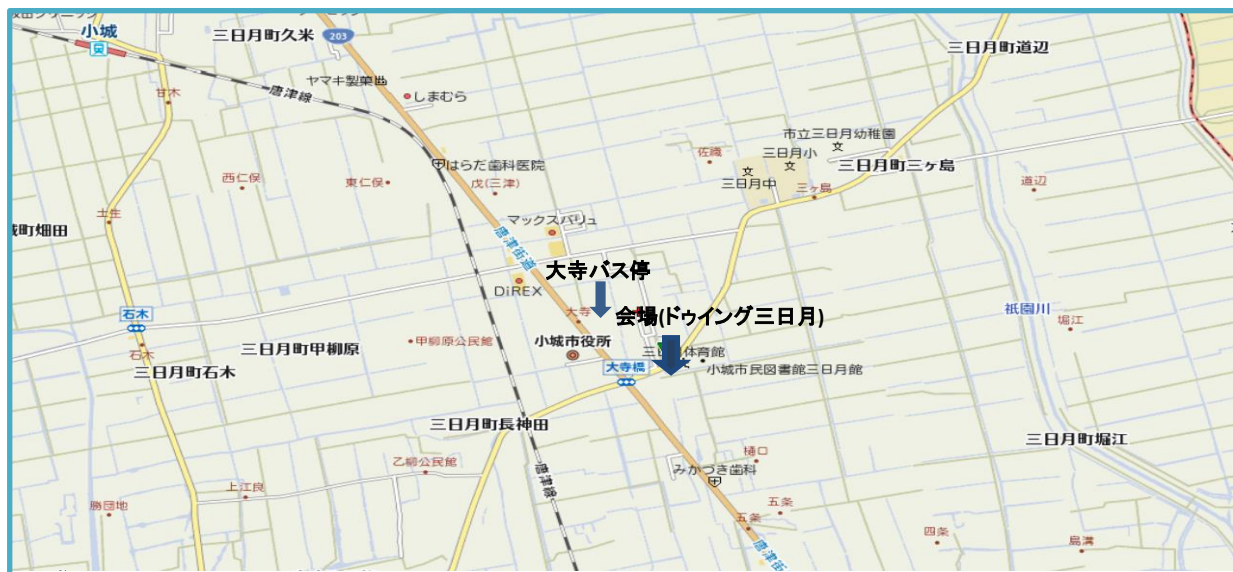 小城
三日月町久米
203
三日月町道辺
ヤマキ製菓
唐津線
しまむら
甘木
市立三日月幼稚園
佐織
三日月小
はらだ歯科医院
三日月町三ヶ島
三日月中
西仁俣
東仁俣
戊(三津)
三ヶ島
道辺
土生
マックスバリュ
町畑田
唐津街道
大寺バス停
DiREX
石木
大寺
会場(ドゥイング三日月)
祇園川
堀江
小城市役所
甲柳原公民館
三日月町甲柳原
石木
三日月町石木
体育館
大寺橋
小城市民図書館三日月館
三日月町長神田
三日月町堀江
樋口
乙柳公民館
みかづき歯科
唐津線
上江良
勝団地
五条
五条
四条
島溝
唐津街